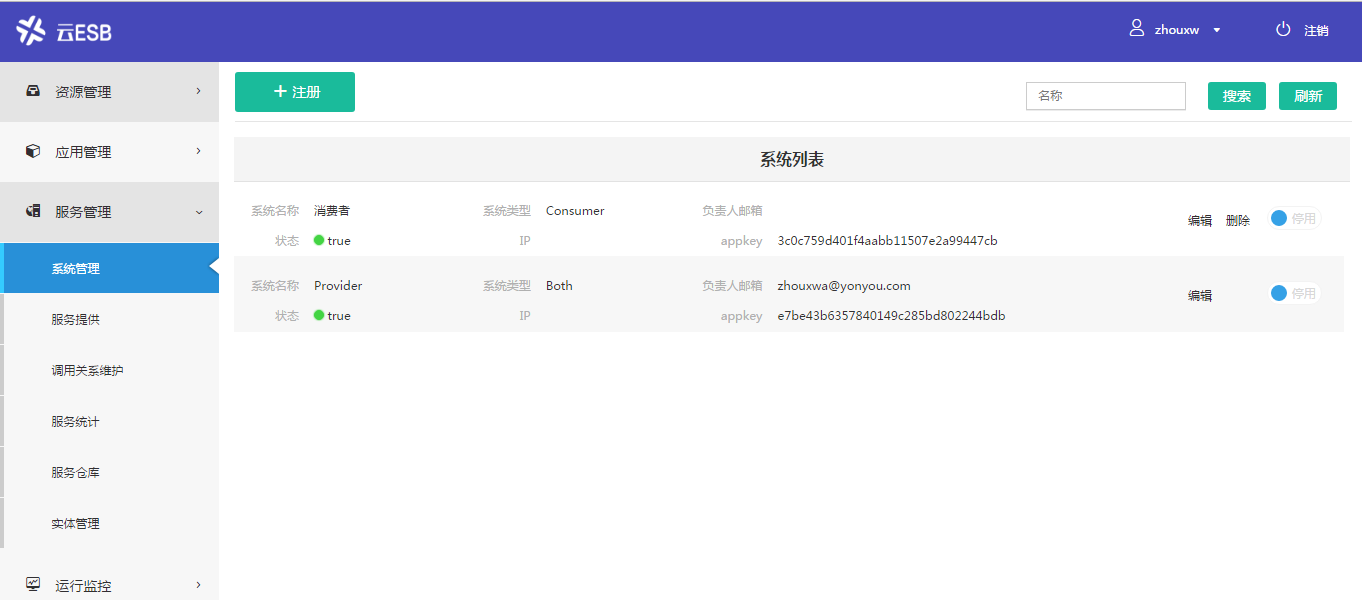 云ESB
zhouxw
注销
资源管理
应用管理
服务管理
系统管理
服务提供
调用关系维护
服务统计
服务仓库
实体管理
运行监控
注册
名称
搜索
刷新
系统列表
系统名称 消费者 系统类型 Consumer 负责人邮箱
状态 true IP appkey 3c0c759d401f4aabb11507e2a99447cb
编辑 删除 停用
系统名称 Provider 系统类型 Both 负责人邮箱 zhouxwa@yonyou.com
状态 true IP appkey e7be43b6357840149c285bd802244bdb
编辑 停用